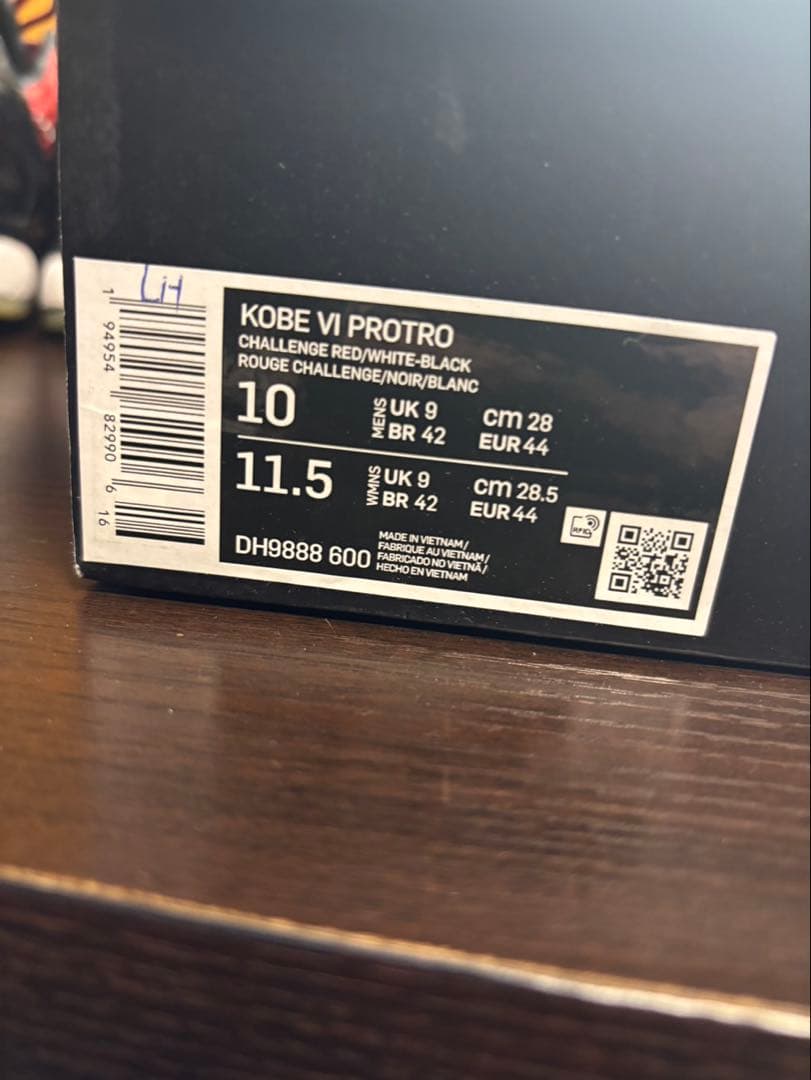 1 94954 82990 6 16
KOBE VI PROTRO
CHALLENGE RED/WHITE-BLACK
ROUGE CHALLENGE/NOIR/BLANC
10
MENS
UK 9
BR 42
cm 28
EUR 44
11.5
WMNS
UK 9
BR 42
cm 28.5
EUR 44
DH9888 600
MADE IN VIETNAM/
FABRIQUE AU VIETNAM/
FABRICADO NO VIETNÃ/
HECHO EN VIETNAM
RFID